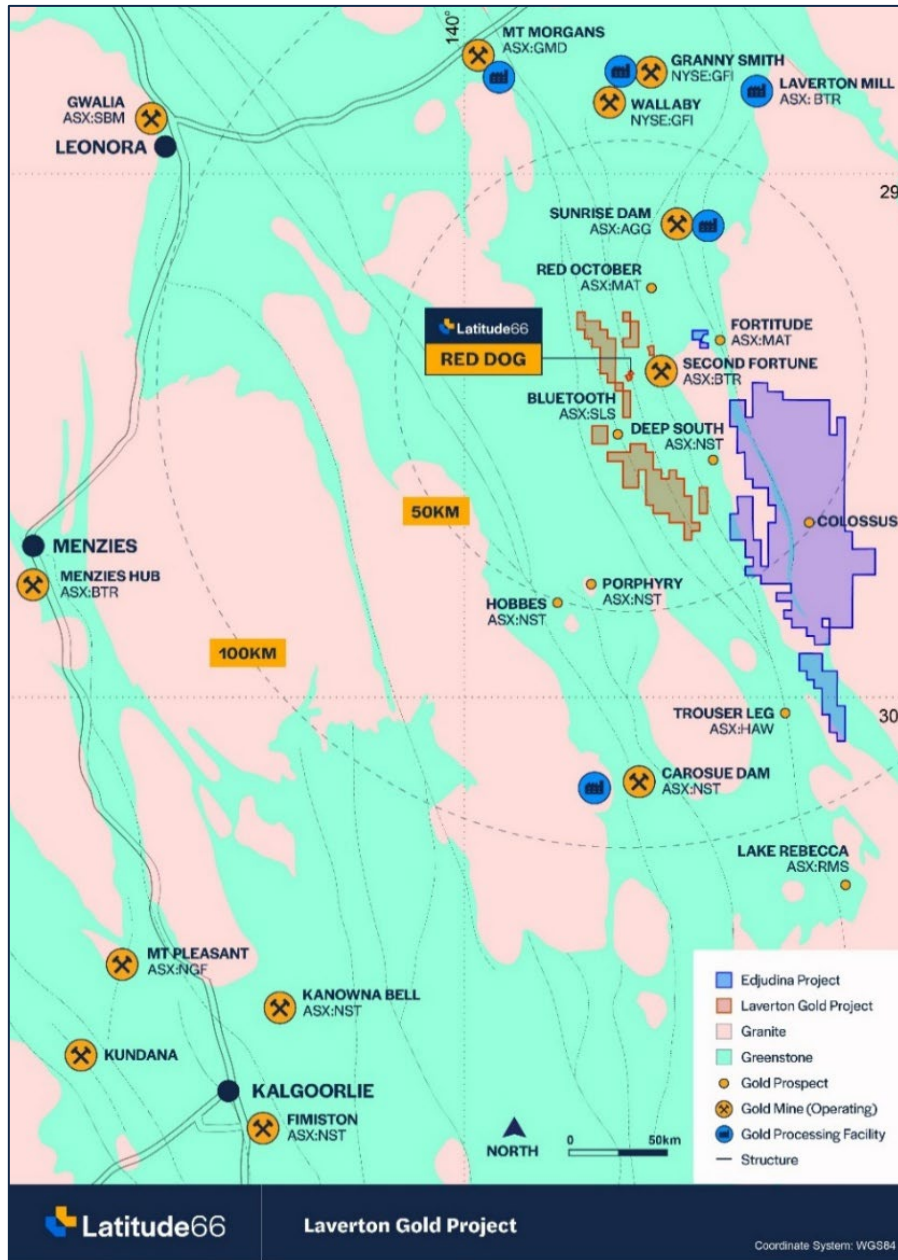 140°
MT MORGANS
ASX:GMD
GRANNY SMITH
NYSE:GFI
LAVERTON MILL
ASX: BTR
WALLABY
NYSE:GFI
GWALIA
ASX:SBM
LEONORA
29
SUNRISE DAM
ASX:AGG
RED OCTOBER
ASX:MAT
Latitude66
RED DOG
FORTITUDE
ASX:MAT
SECOND FORTUNE
ASX:BTR
BLUETOOTH
ASX:SLS
DEEP SOUTH
ASX:NST
50KM
COLOSSUS
MENZIES
MENZIES HUB
ASX:BTR
PORPHYRY
ASX:NST
HOBBES
ASX:NST
100KM
30
TROUSER LEG
ASX:HAW
CAROSUE DAM
ASX:NST
LAKE REBECCA
ASX:RMS
MT PLEASANT
ASX:NGF
KANOWNA BELL
ASX:NST
KUNDANA
KALGOORLIE
FIMISTON
ASX:NST
NORTH
0 50km
Edjudina Project
Laverton Gold Project
Granite
Greenstone
Gold Prospect
Gold Mine (Operating)
Gold Processing Facility
Structure
Latitude66
Laverton Gold Project
Coordinate System: WGS84